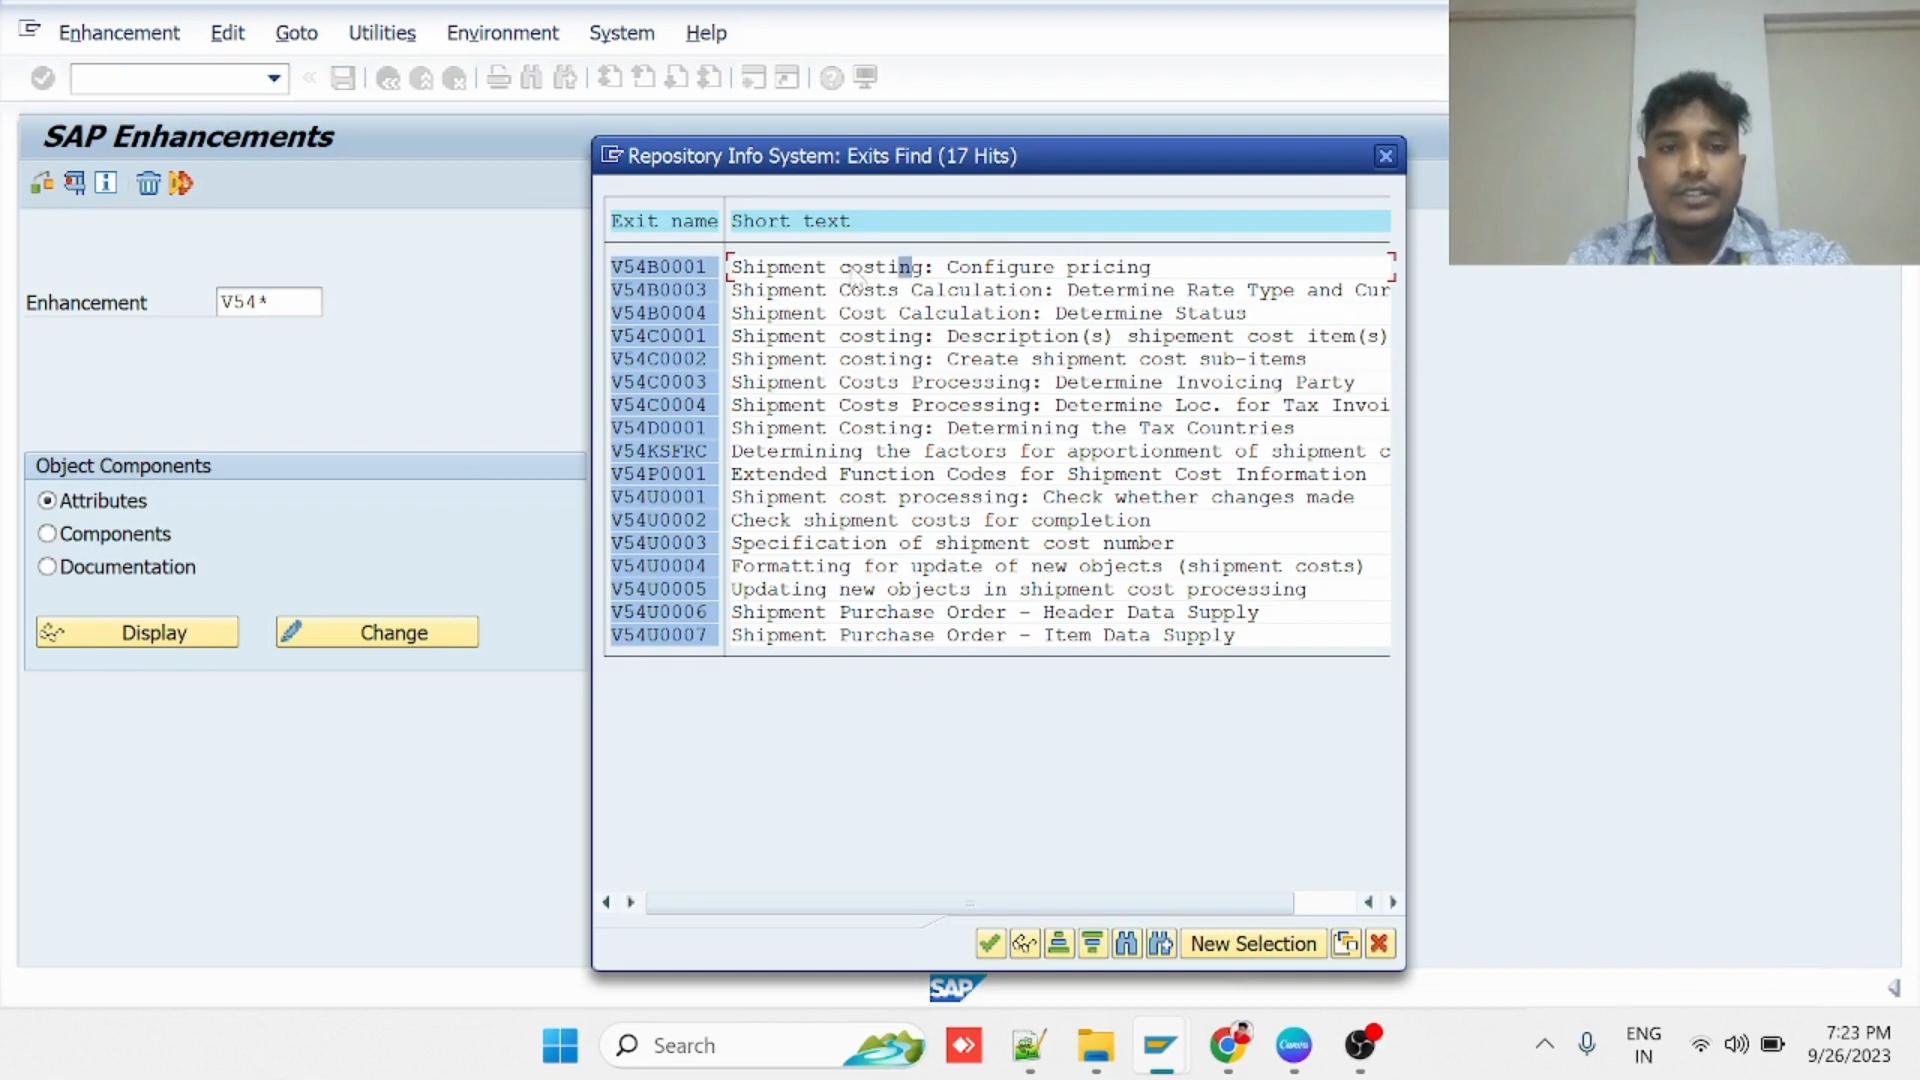 Enhancement Edit Goto Utilities Environment System Help
SAP Enhancements
Enhancement V54*
Object Components
Attributes
Components
Documentation
Display Change
Repository Info System: Exits Find (17 Hits)
Exit name Short text
V54B0001 Shipment costing: Configure pricing
V54B0003 Shipment Costs Calculation: Determine Rate Type and Cur
V54B0004 Shipment Cost Calculation: Determine Status
V54C0001 Shipment costing: Description(s) shipement cost item(s)
V54C0002 Shipment costing: Create shipment cost sub-items
V54C0003 Shipment Costs Processing: Determine Invoicing Party
V54C0004 Shipment Costs Processing: Determine Loc. for Tax Invoi
V54D0001 Shipment Costing: Determining the Tax Countries
V54KSFRC Determining the factors for apportionment of shipment c
V54P0001 Extended Function Codes for Shipment Cost Information
V54U0001 Shipment cost processing: Check whether changes made
V54U0002 Check shipment costs for completion
V54U0003 Specification of shipment cost number
V54U0004 Formatting for update of new objects (shipment costs)
V54U0005 Updating new objects in shipment cost processing
V54U0006 Shipment Purchase Order - Header Data Supply
V54U0007 Shipment Purchase Order - Item Data Supply
New Selection
SAP
Search
Canva
ENG
IN
7:23 PM
9/26/2023